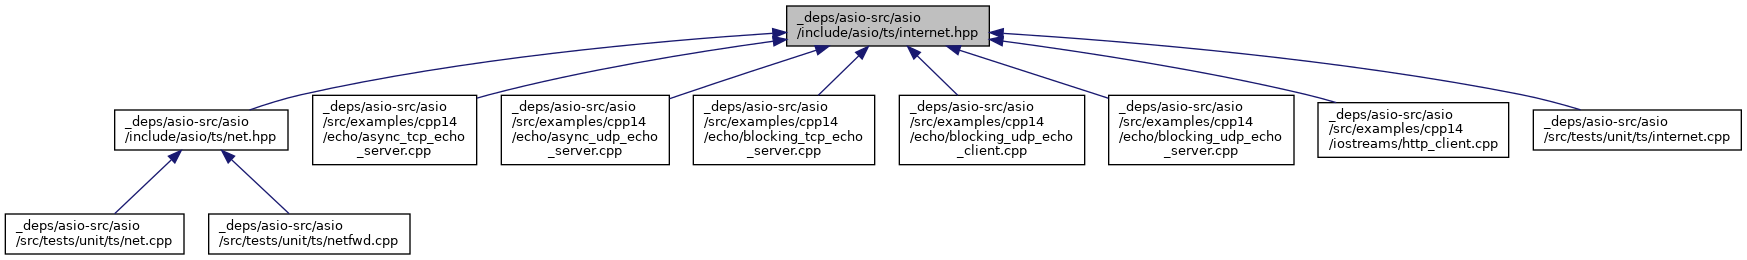 _deps/asio-src/asio
/include/asio/ts/internet.hpp
_deps/asio-src/asio
/include/asio/ts/net.hpp
_deps/asio-src/asio
/src/examples/cpp14
/echo/async_tcp_echo
_server.cpp
_deps/asio-src/asio
/src/examples/cpp14
/echo/async_udp_echo
_server.cpp
_deps/asio-src/asio
/src/examples/cpp14
/echo/blocking_tcp_echo
_server.cpp
_deps/asio-src/asio
/src/examples/cpp14
/echo/blocking_udp_echo
_client.cpp
_deps/asio-src/asio
/src/examples/cpp14
/echo/blocking_udp_echo
_server.cpp
_deps/asio-src/asio
/src/examples/cpp14
/iostreams/http_client.cpp
_deps/asio-src/asio
/src/tests/unit/ts/internet.cpp
_deps/asio-src/asio
/src/tests/unit/ts/net.cpp
_deps/asio-src/asio
/src/tests/unit/ts/netfwd.cpp